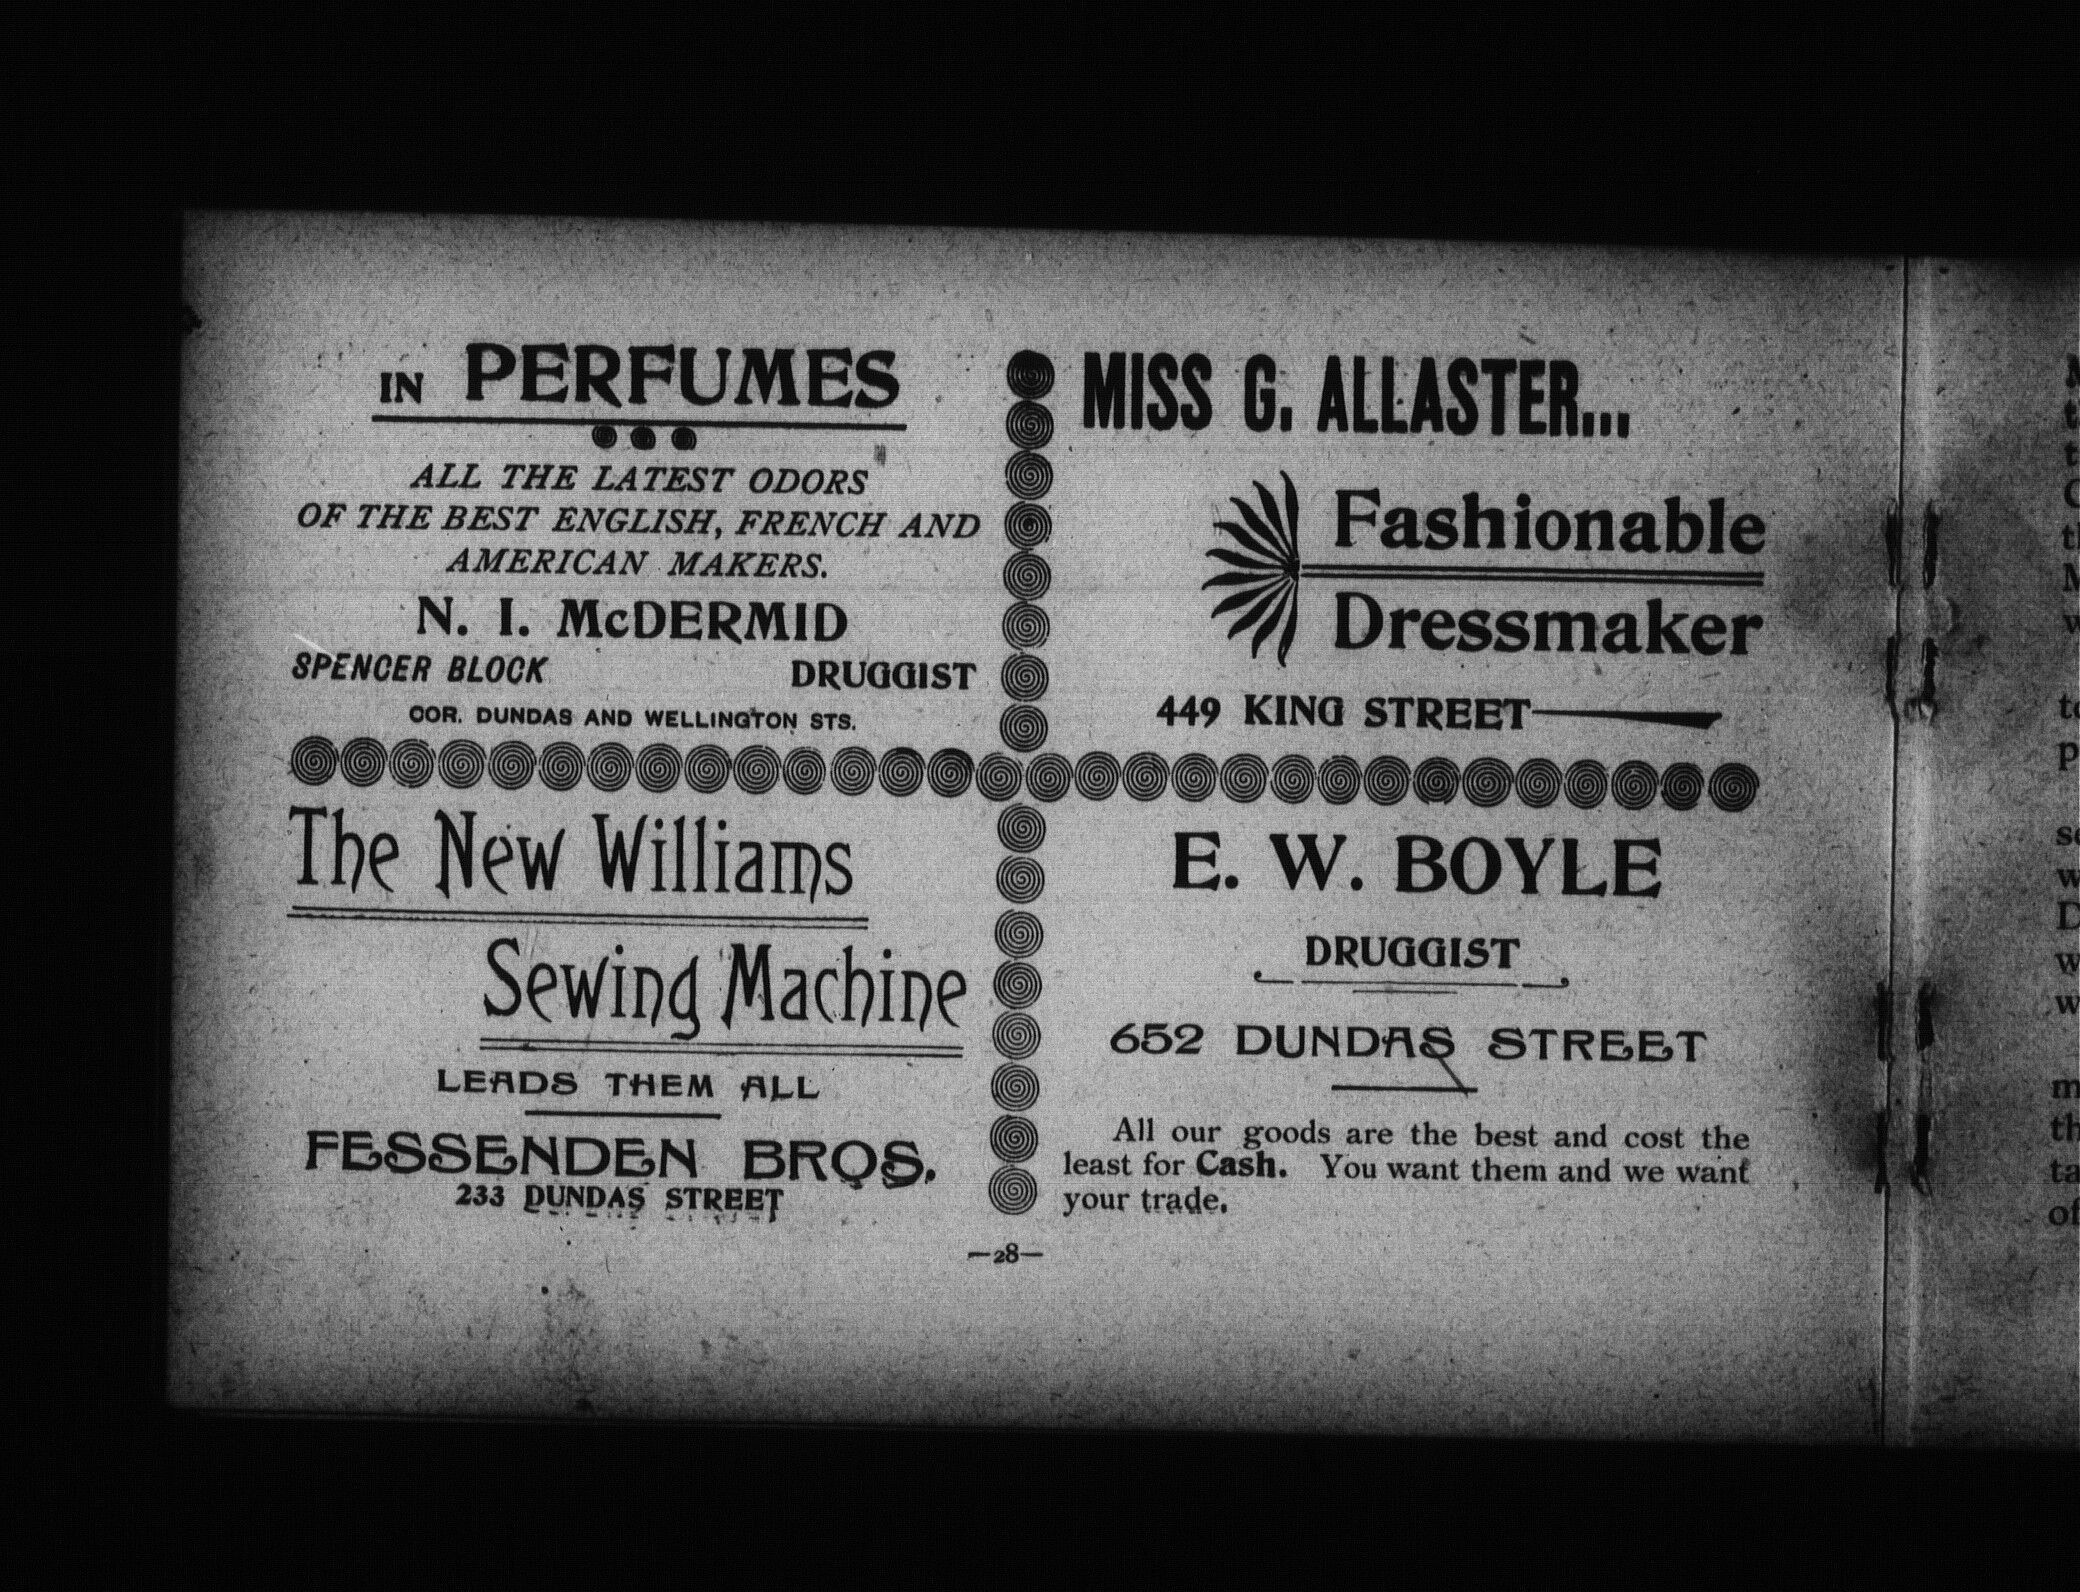 IN PERFUMES
ALL THE LATEST ODORS
OF THE BEST ENGLISH, FRENCH AND
AMERICAN MAKERS.
N. I. McDERMID
SPENCER BLOCK DRUGGIST
COR. DUNDAS AND WELLINGTON STS.
MISS G. ALLASTER...
Fashionable
Dressmaker
449 KING STREET
The New Williams
Sewing Machine
LEADS THEM ALL
FESSENDEN BROS.
233 DUNDAS STREET
E. W. BOYLE
DRUGGIST
652 DUNDAS STREET
All our goods are the best and cost the
least for Cash. You want them and we want
your trade.
—28—